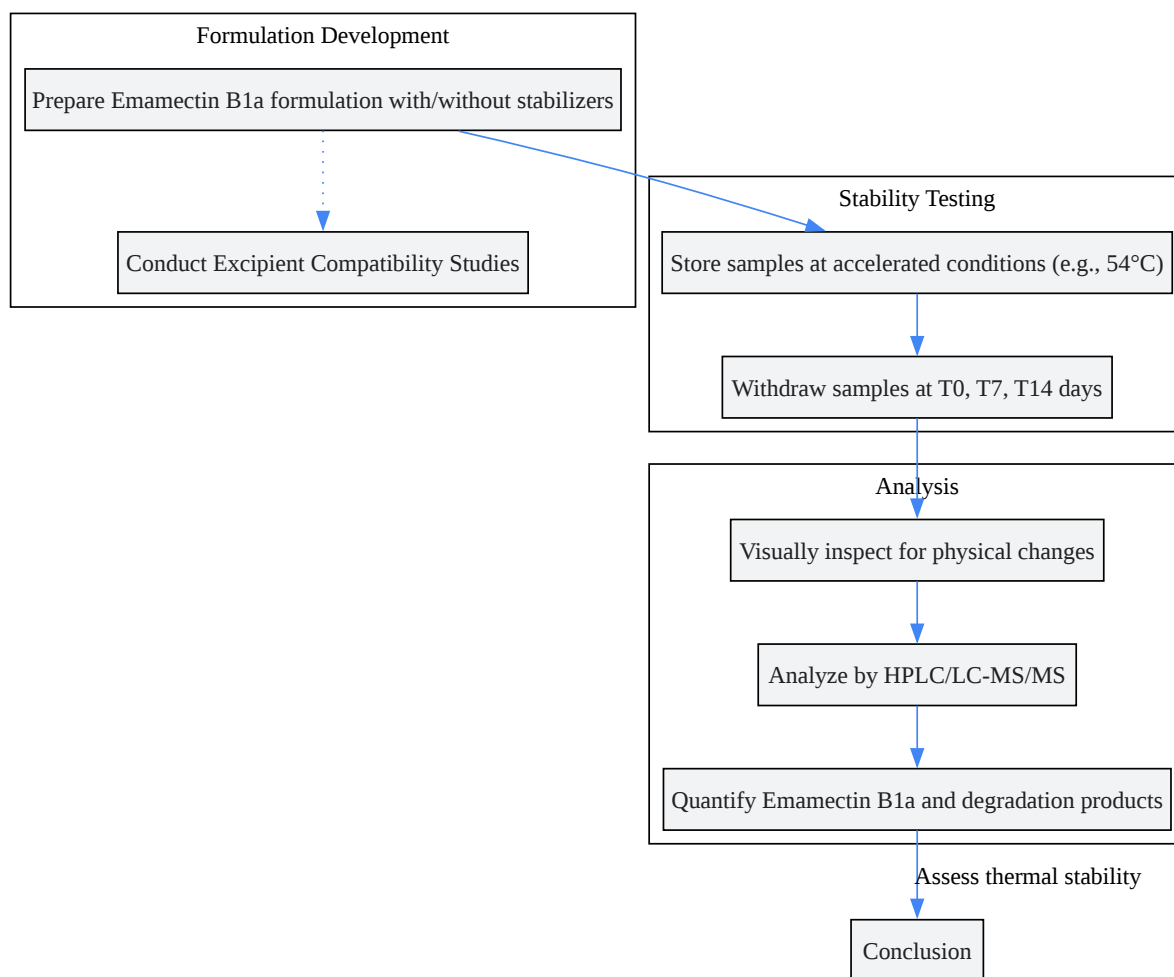 Formulation Development
Prepare Emamectin B1a formulation with/without stabilizers
Conduct Excipient Compatibility Studies
Stability Testing
Store samples at accelerated conditions (e.g., 54°C)
Withdraw samples at T0, T7, T14 days
Analysis
Visually inspect for physical changes
Analyze by HPLC/LC-MS/MS
Quantify Emamectin B1a and degradation products
Assess thermal stability
Conclusion